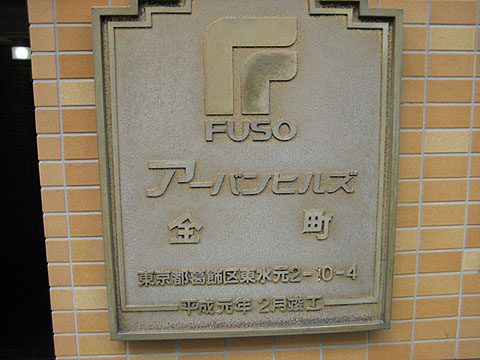 FUSO
アーバンヒルズ
金町
東京都葛飾区東水元2-10-4
平成元年 2月竣工